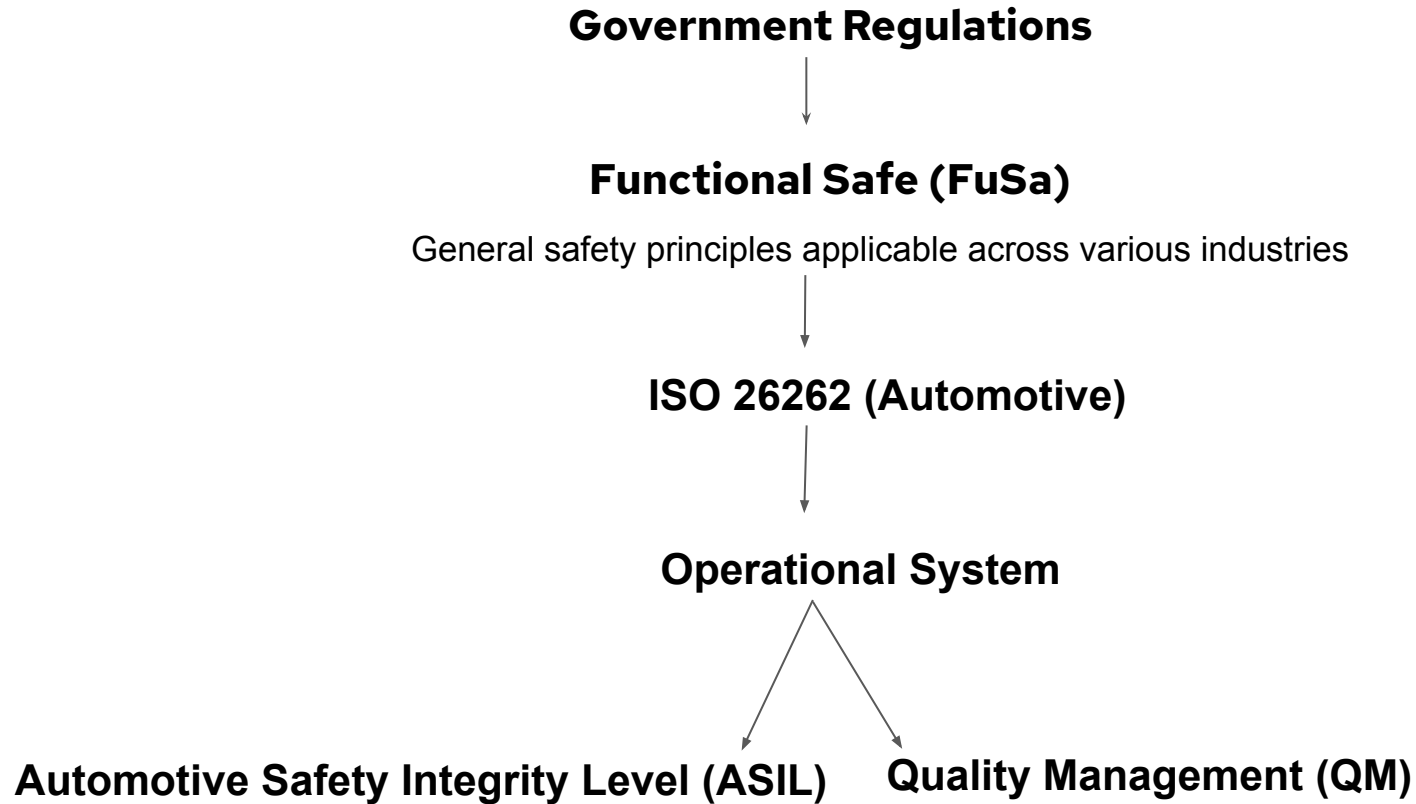 Government Regulations
Functional Safe (FuSa)
General safety principles applicable across various industries
ISO 26262 (Automotive)
Operational System
Automotive Safety Integrity Level (ASIL)
Quality Management (QM)